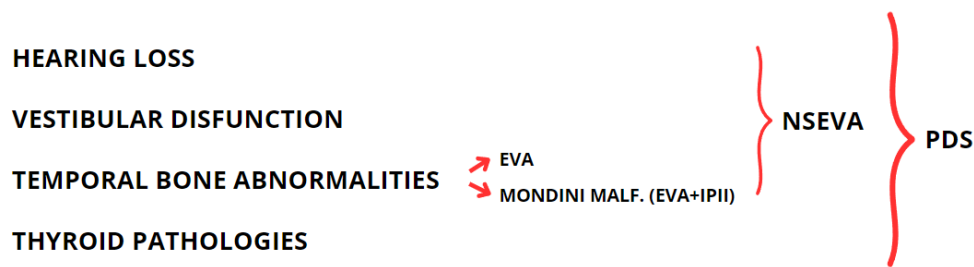 HEARING LOSS
VESTIBULAR DISFUNCTION
NSEVA
PDS
EVA
TEMPORAL BONE ABNORMALITIES
MONDINI MALF. (EVA+IPII)
THYROID PATHOLOGIES